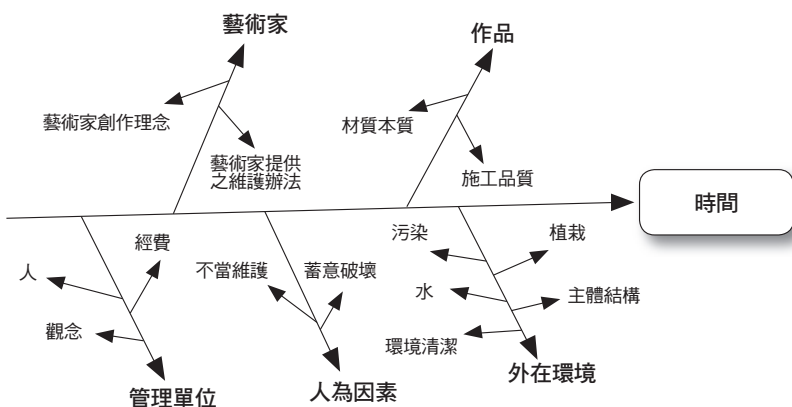 藝術家
作品
藝術家創作理念
藝術家提供
之維護辦法
材質本質
施工品質
時間
經費
人
觀念
管理單位
不當維護
蓄意破壞
人為因素
污染
植栽
水
主體結構
環境清潔
外在環境